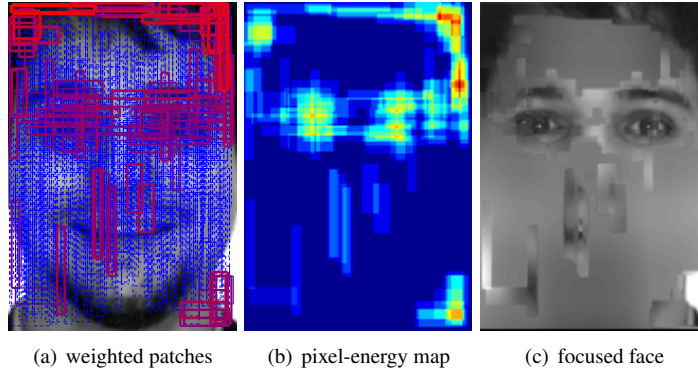 (a) weighted patches
(b) pixel-energy map
(c) focused face